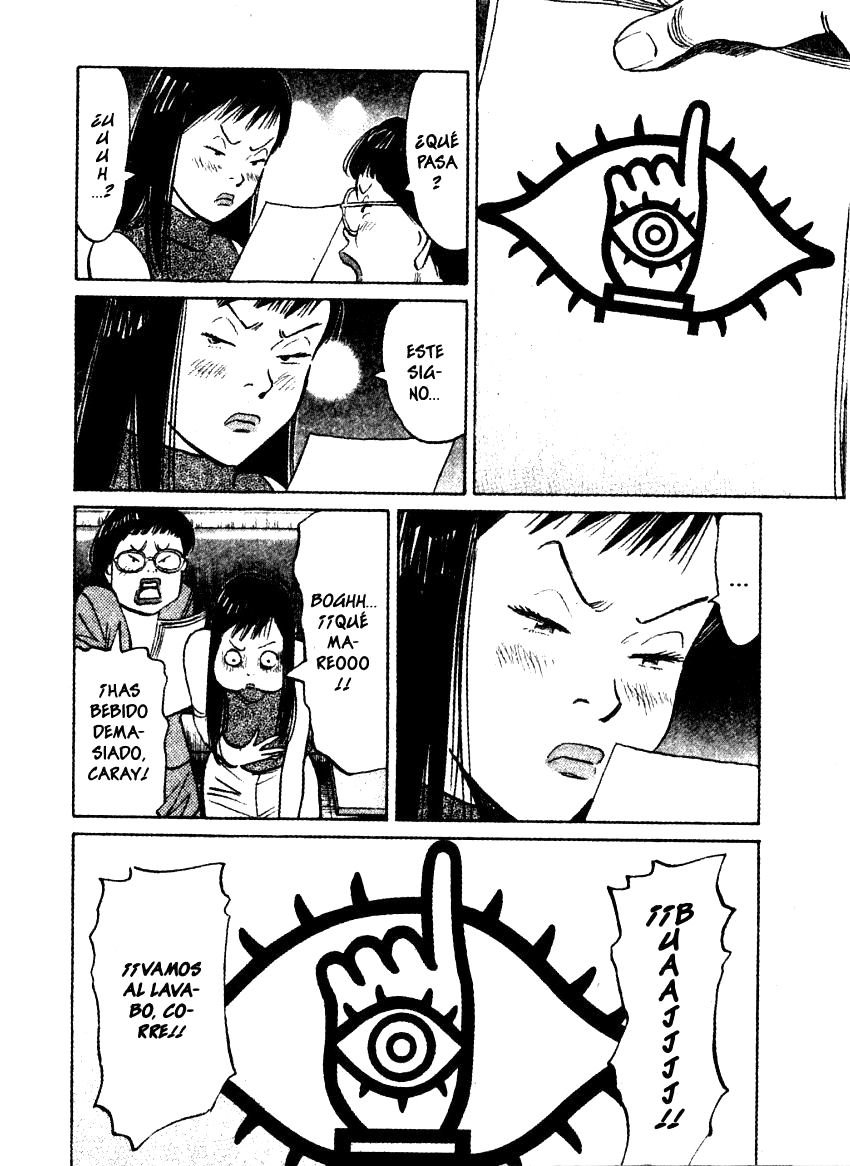 ¿QUÉ
PASA
?
¿U
U
U
H
...?
ESTE
SIG-
NO...
...
BOGHH...
¡¡QUÉ
MA-
REOOO
!!
¡HAS
BEBIDO
DEMA-
SIADO,
CARAY!
¡¡B
U
A
A
J
J
J
J!!
¡¡VAMOS
AL LAVA-
BO, CO-
RRE!!